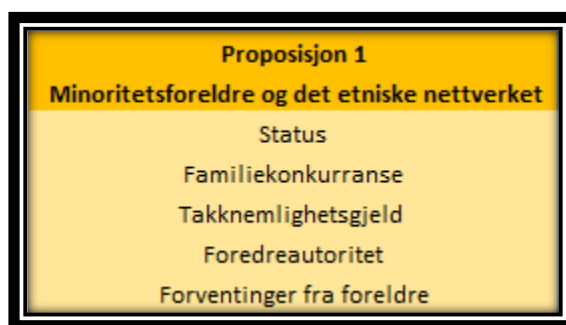 Proposisjon 1
Minoritetsforeldre og det etniske nettverket
Status
Familiekonkurranse
Takknemlighetsgjeld
Foredreautoritet
Forventinger fra foreldre